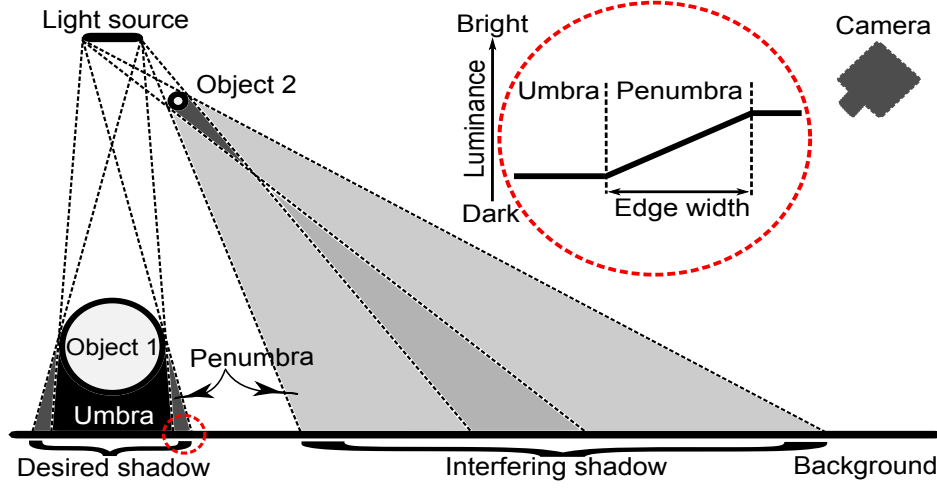 Light source
Object 2
Bright
Luminance
Dark
Umbra
Penumbra
Edge width
Camera
Object 1
Penumbra
Umbra
Desired shadow
Interfering shadow
Background